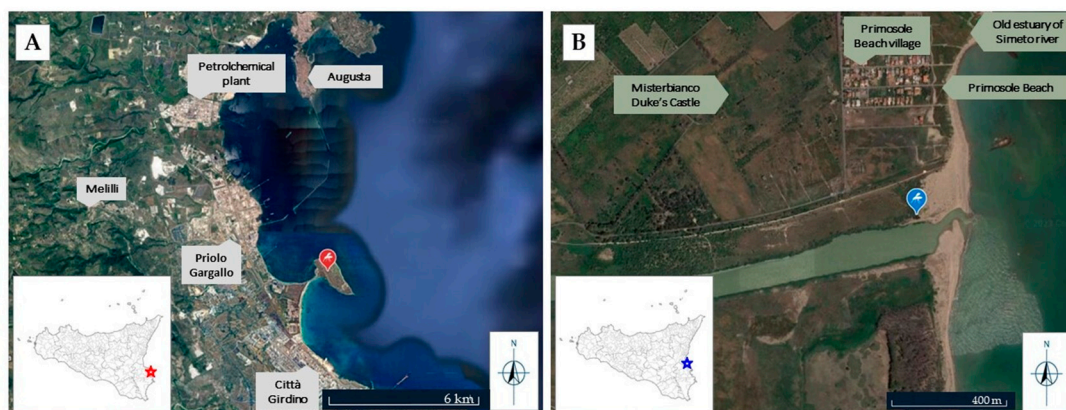 A
Petrolchemical
plant
Augusta
Melilli
Priolo
Gargallo
Città
Girdino
N
6 km
B
Primosole
Beach village
Old estuary of
Simeto river
Misterbianco
Duke's Castle
Primosole Beach
N
400 m